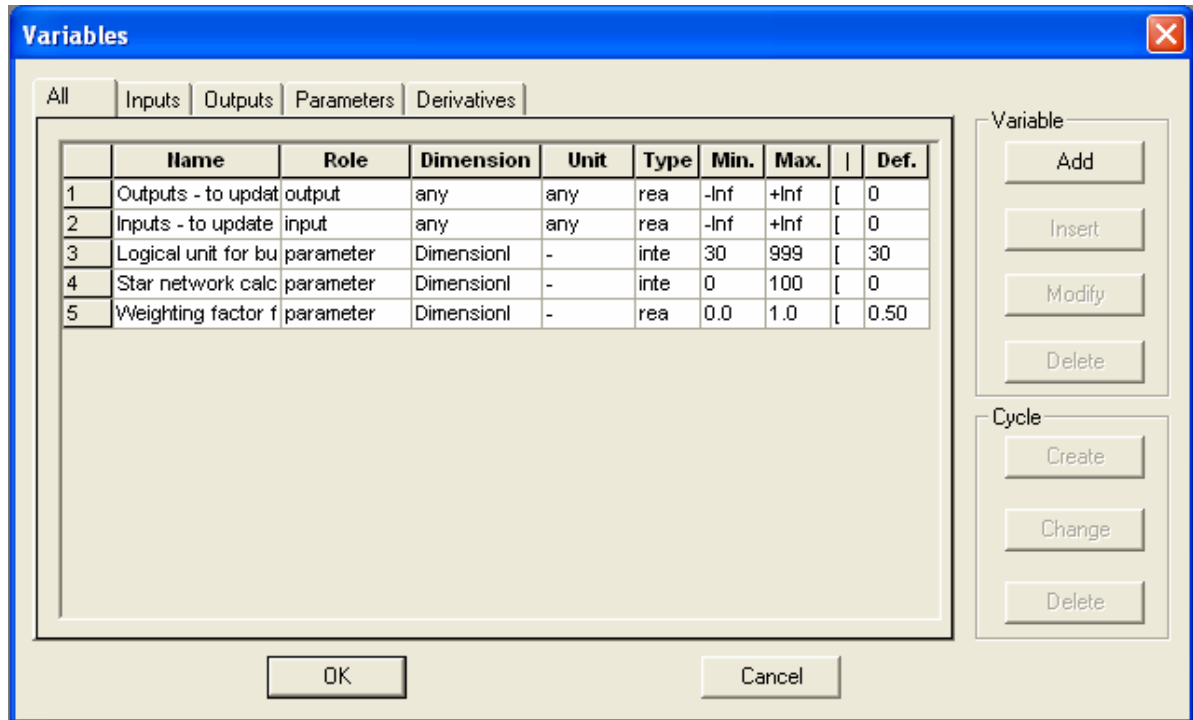 Variables
All Inputs Outputs Parameters Derivatives
Variable
Name Role Dimension Unit Type Min. Max. | Def.
Add
1 Outputs - to updat output any any rea -Inf +Inf [ 0
2 Inputs - to update input any any rea -Inf +Inf [ 0
Insert
3 Logical unit for bu parameter Dimensionl - inte 30 999 [ 30
4 Star network calc parameter Dimensionl - inte 0 100 [ 0
Modify
5 Weighting factor f parameter Dimensionl - rea 0.0 1.0 [ 0.50
Delete
Cycle
Create
Change
Delete
OK Cancel